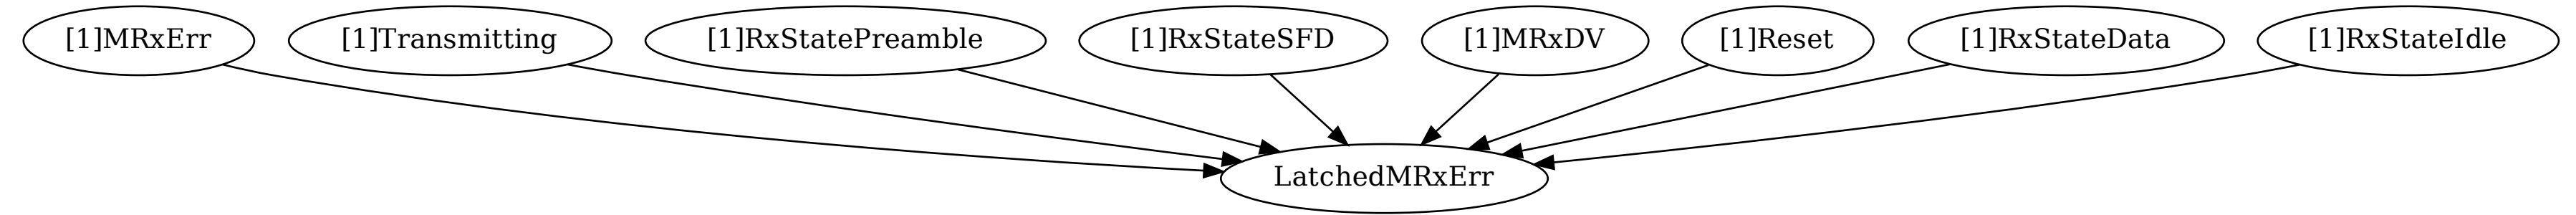 [1]MRxErr
[1]Transmitting
[1]RxStatePreamble
[1]RxStateSFD
[1]MRxDV
[1]Reset
[1]RxStateData
[1]RxStateIdle
LatchedMRxErr